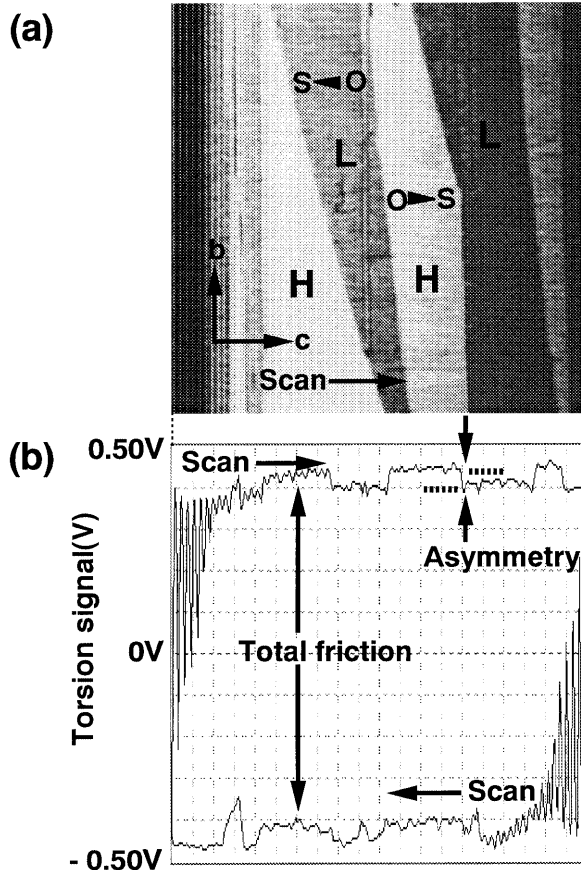 (a)
S O
L
L
O S
b
H
H
c
Scan
(b)
0.50V
Scan
Asymmetry
Torsion signal(V)
0V
Total friction
Scan
- 0.50V